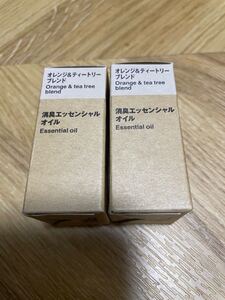 オレンジ&ティートリー
ブレンド
Orange & tea tree
blend
消臭エッセンシャル
オイル
Essential oil
オレンジ&ティートリー
ブレンド
Orange & tea tree
blend
消臭エッセンシャル
オイル
Essential oil